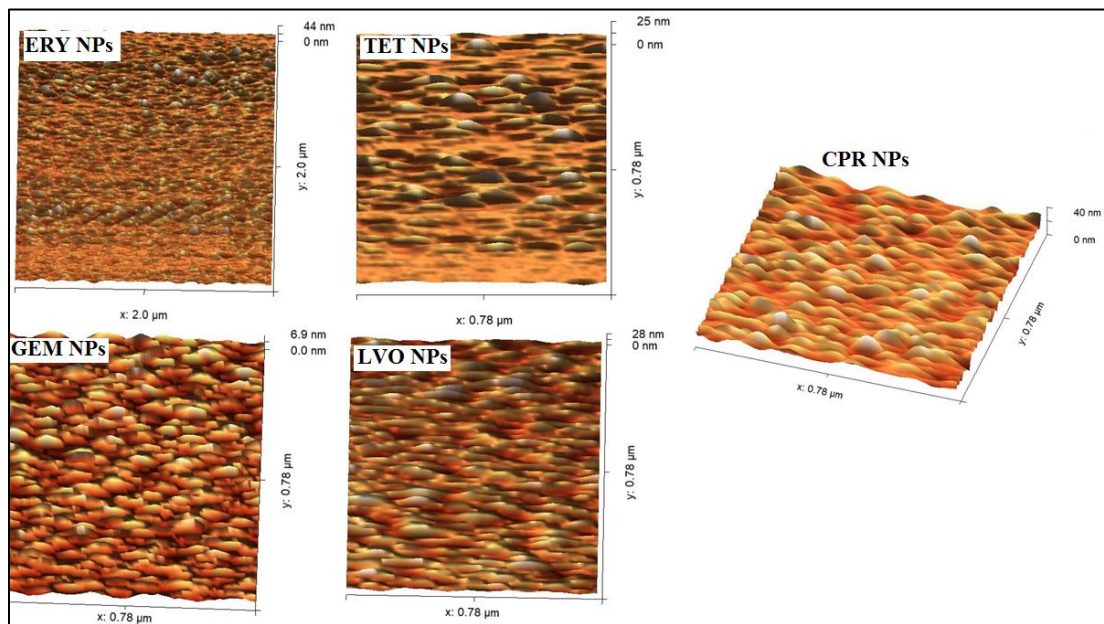 ERY NPs
44 nm
0 nm
y: 2.0 µm
x: 2.0 µm
TET NPs
25 nm
0 nm
y: 0.78 µm
x: 0.78 µm
CPR NPs
40 nm
0 nm
y: 0.78 µm
x: 0.78 µm
GEM NPs
6.9 nm
0.0 nm
y: 0.78 µm
x: 0.78 µm
LVO NPs
28 nm
0 nm
y: 0.78 µm
x: 0.78 µm